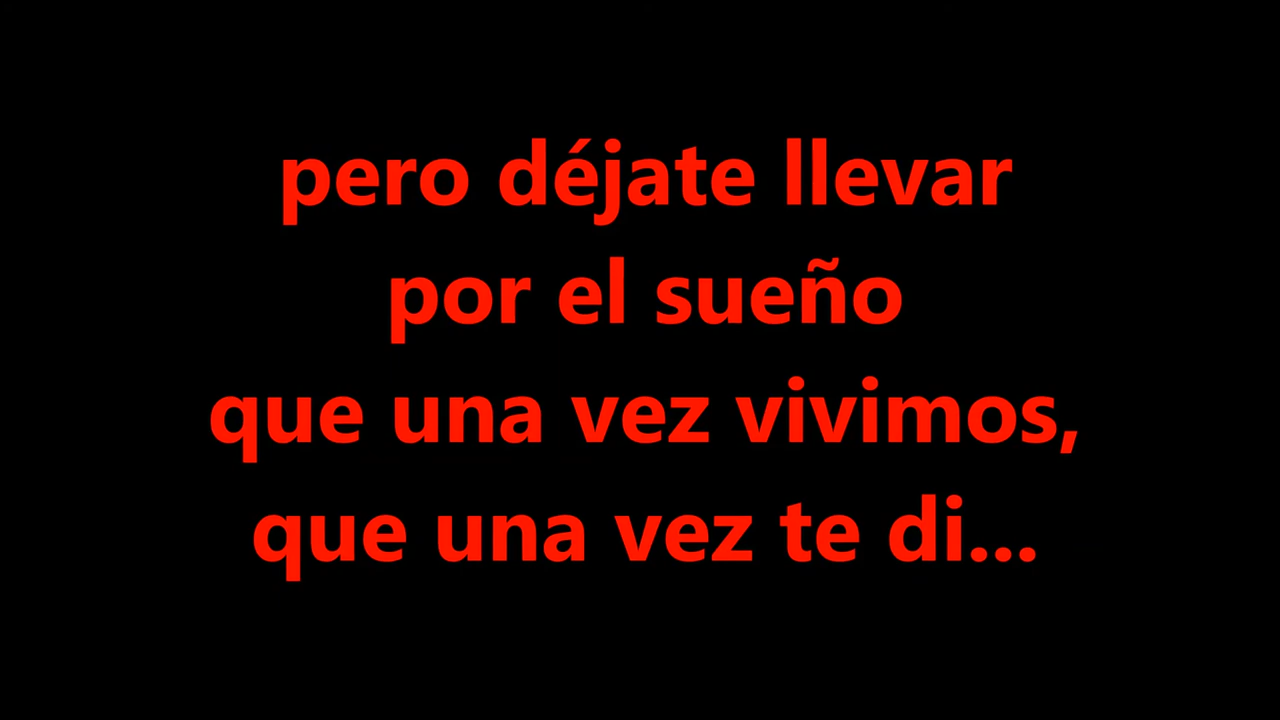 pero déjate llevar
por el sueño
que una vez vivimos,
que una vez te di...